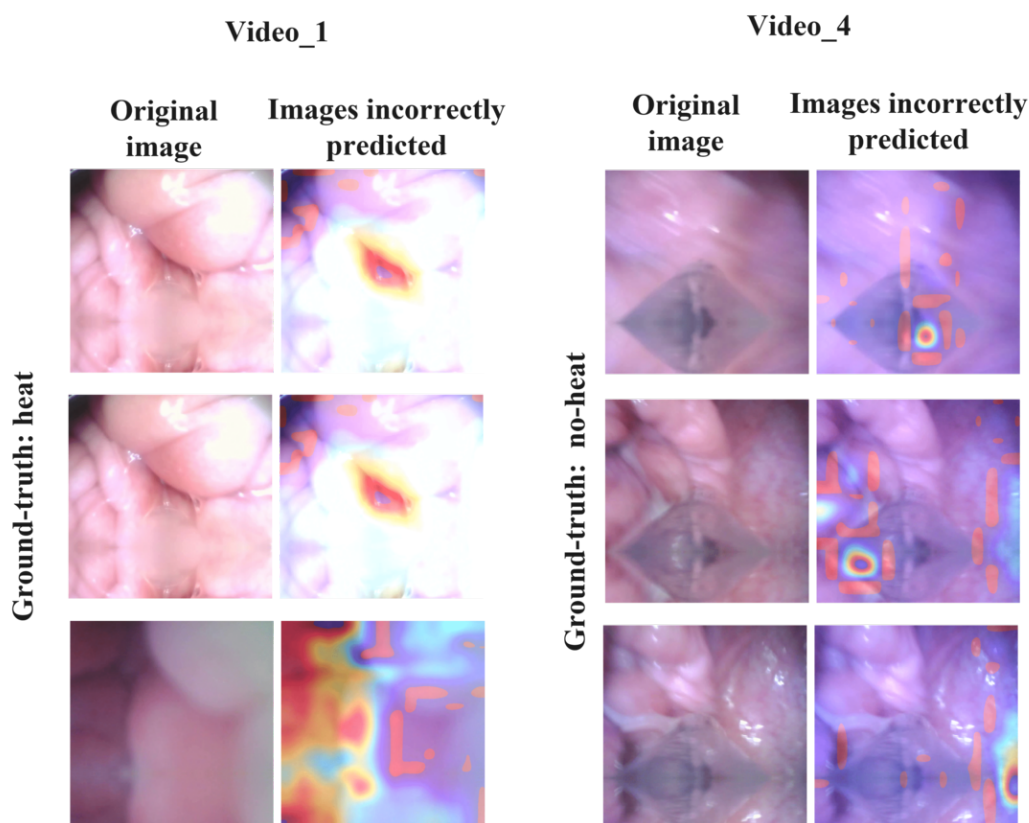 Video_1
Video_4
Original
image
Images incorrectly
predicted
Original
image
Images incorrectly
predicted
Ground-truth: heat
Ground-truth:  no-heat